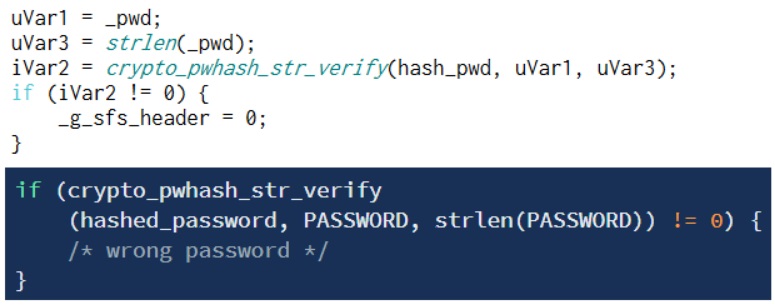 uVar1 = _pwd;
uVar3 = strlen(_pwd);
iVar2 = crypto_pwhash_str_verify(hash_pwd, uVar1, uVar3);
if (iVar2 != 0) {
    _g_sfs_header = 0;
}
if (crypto_pwhash_str_verify
    (hashed_password, PASSWORD, strlen(PASSWORD)) != 0) {
    /* wrong password */
}